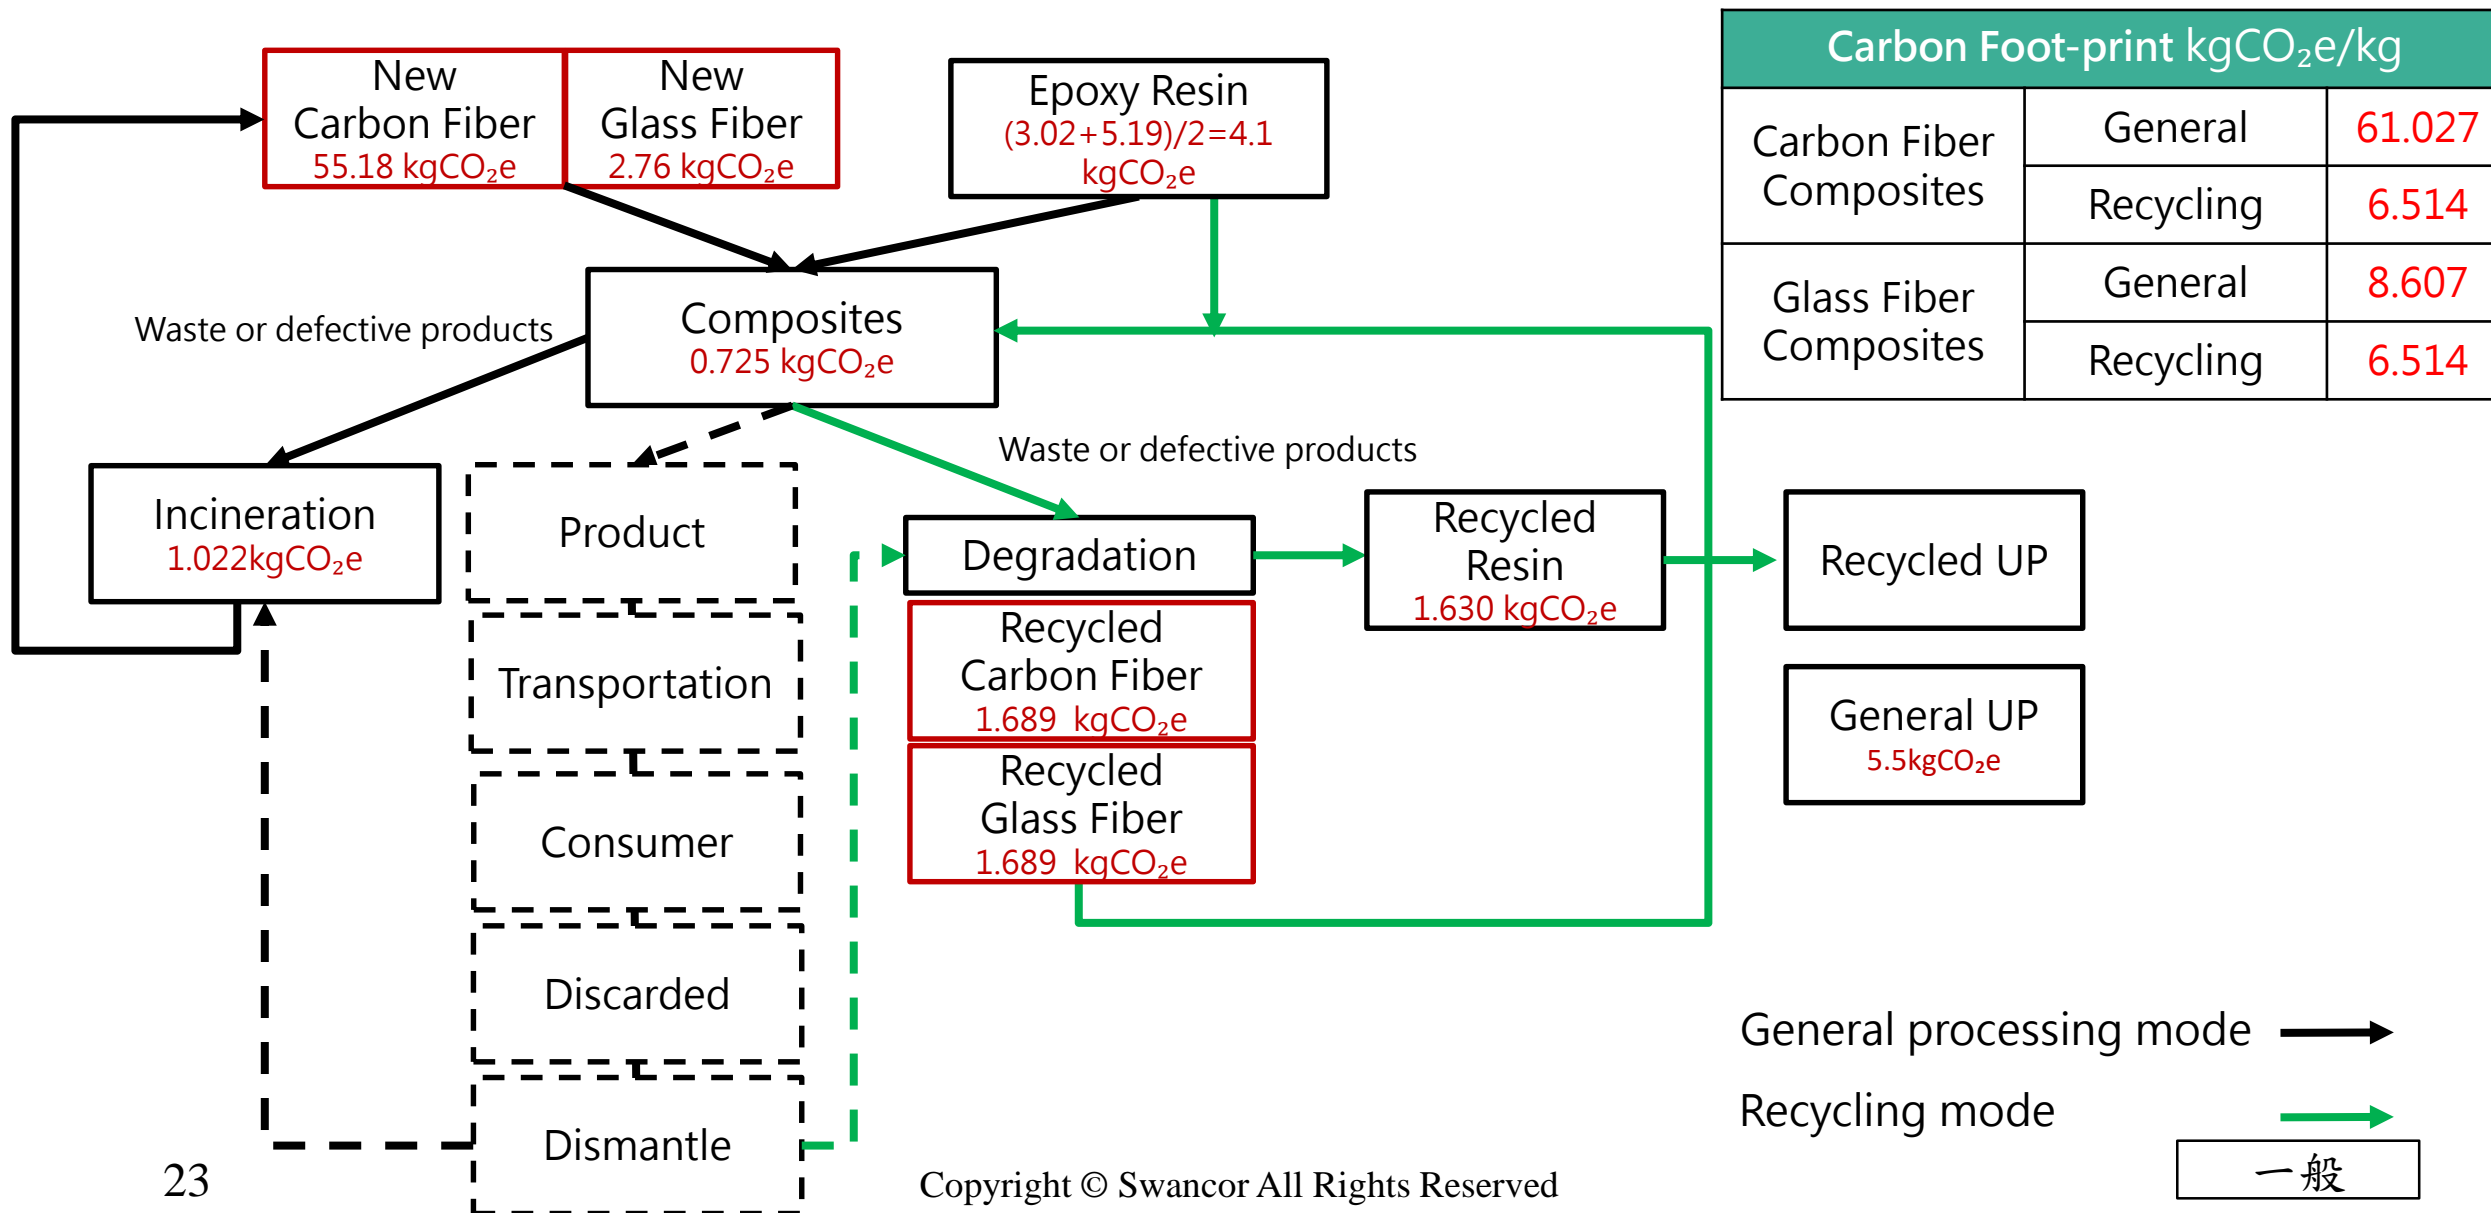 New
Carbon Fiber
55.18 kgCO₂e
New
Glass Fiber
2.76 kgCO₂e
Epoxy Resin
(3.02+5.19)/2=4.1
kgCO₂e
Carbon Foot-print kgCO₂e/kg
Carbon Fiber
Composites
General
61.027
Recycling
6.514
Glass Fiber
Composites
General
8.607
Recycling
6.514
Composites
0.725 kgCO₂e
Waste or defective products
Waste or defective products
Incineration
1.022kgCO₂e
Product
Transportation
Consumer
Discarded
Dismantle
Degradation
Recycled
Carbon Fiber
1.689 kgCO₂e
Recycled
Glass Fiber
1.689 kgCO₂e
Recycled
Resin
1.630 kgCO₂e
Recycled UP
General UP
5.5kgCO₂e
General processing mode
Recycling mode
一般
23
Copyright © Swancor All Rights Reserved